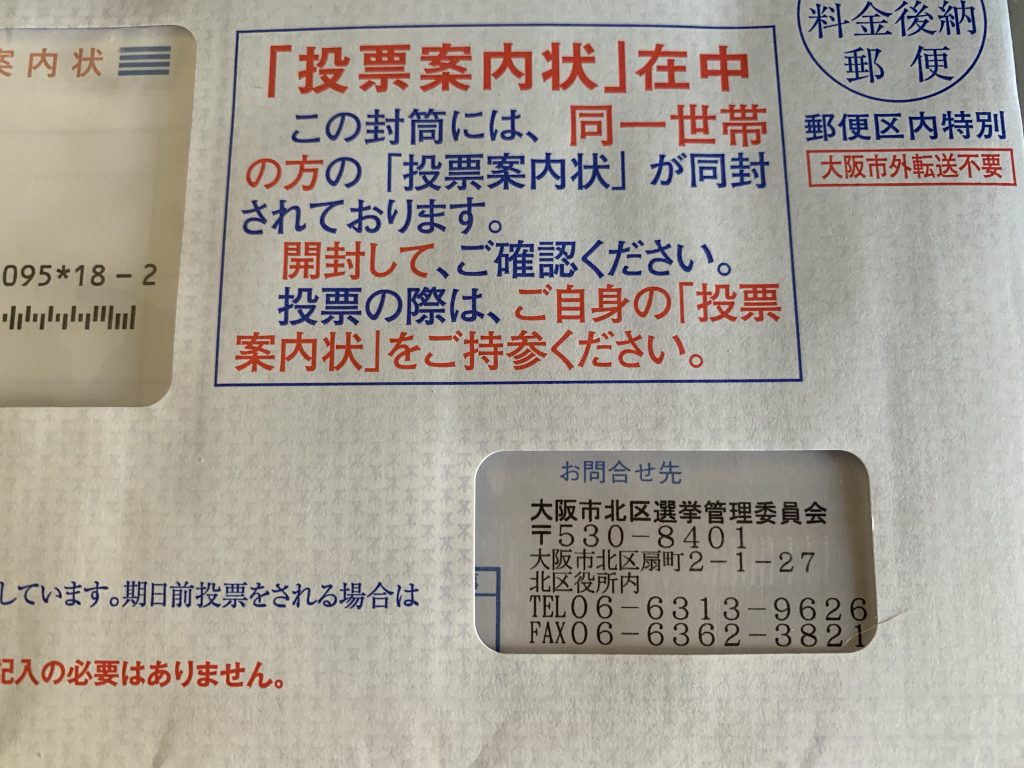 案内状
095*18-2
「投票案内状」在中
この封筒には、同一世帯
の方の「投票案内状」が同封
されております。
開封して、ご確認ください。
投票の際は、ご自身の「投票
案内状」をご持参ください。
料金後納
郵便
郵便区内特別
大阪市外転送不要
お問合せ先
大阪市北区選挙管理委員会
〒530-8401
大阪市北区扇町2-1-27
北区役所内
TEL06-6313-9626
FAX06-6362-3821
しています。期日前投票をされる場合は
記入の必要はありません。